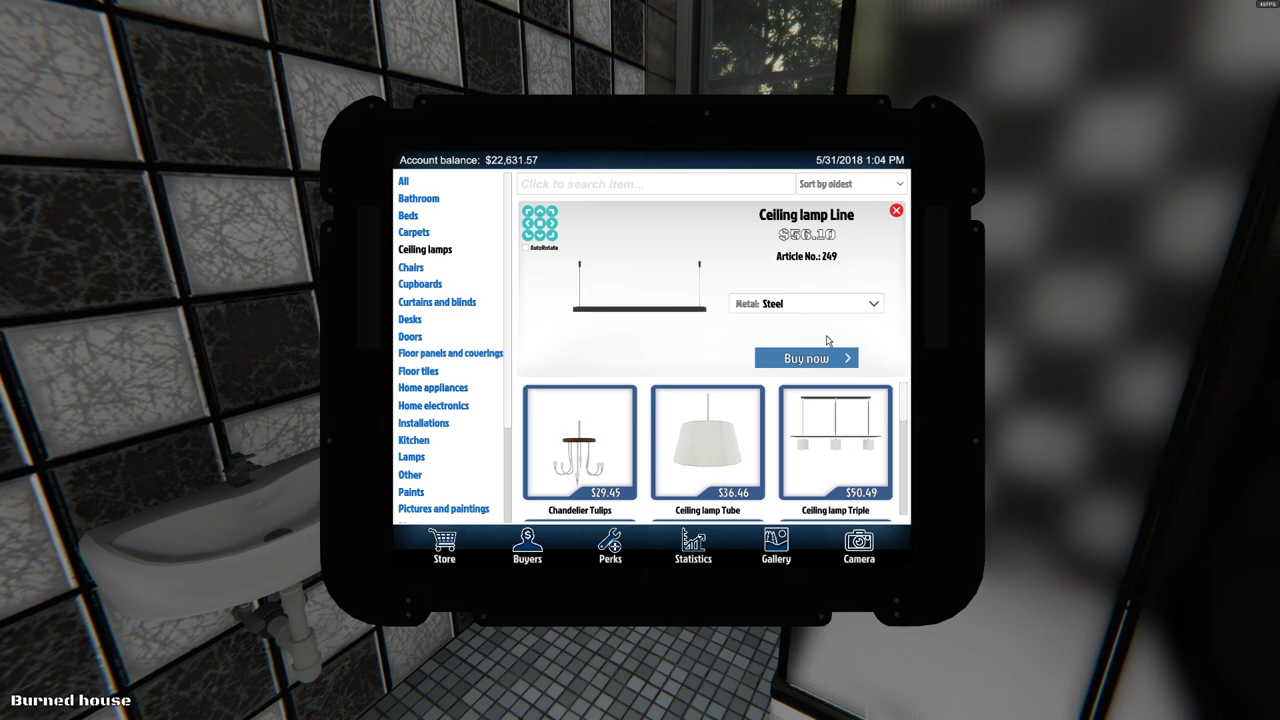 49FPS
Account balance: $22,631.57
5/31/2018 1:04 PM
All
Bathroom
Beds
Carpets
Ceiling lamps
Chairs
Cupboards
Curtains and blinds
Desks
Doors
Floor panels and coverings
Floor tiles
Home appliances
Home electronics
Installations
Kitchen
Lamps
Other
Paints
Pictures and paintings
Click to search item...
Sort by oldest
AutoRotate
Ceiling lamp Line
$56.10
Article No.: 249
Metal: Steel
Buy now
$29.45
Chandelier Tulips
$36.46
Ceiling lamp Tube
$50.49
Ceiling lamp Triple
Store
Buyers
Perks
Statistics
Gallery
Camera
Burned house